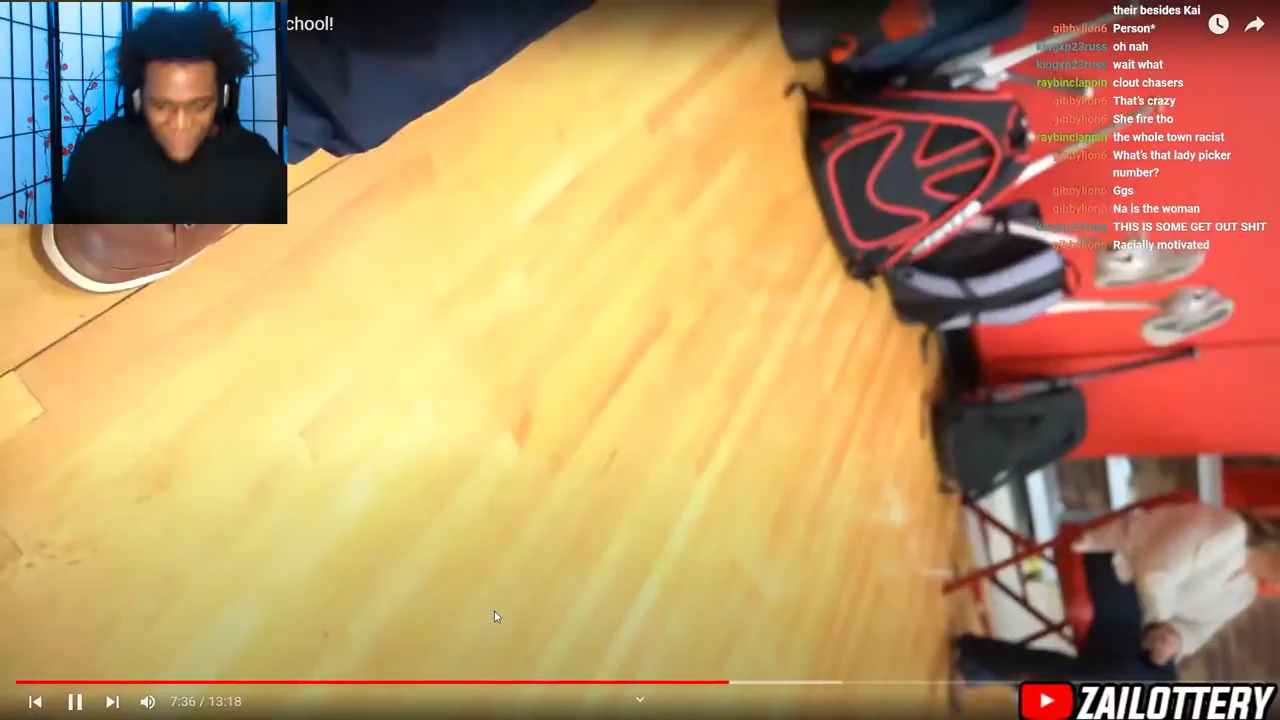 chool!
their besides Kai
gibbylion6 Person*
kingxp23russ oh nah
kingxp23russ wait what
raybinclappin clout chasers
gibbylion6 That's crazy
gibbylion6 She fire tho
raybinclappin the whole town racist
gibbylion6 What's that lady picker
number?
gibbylion6 Ggs
gibbylion6 Na is the woman
kingxp23russ THIS IS SOME GET OUT SHIT
gibbylion6 Racially motivated
7:36 / 13:18
ZAILOTTERY